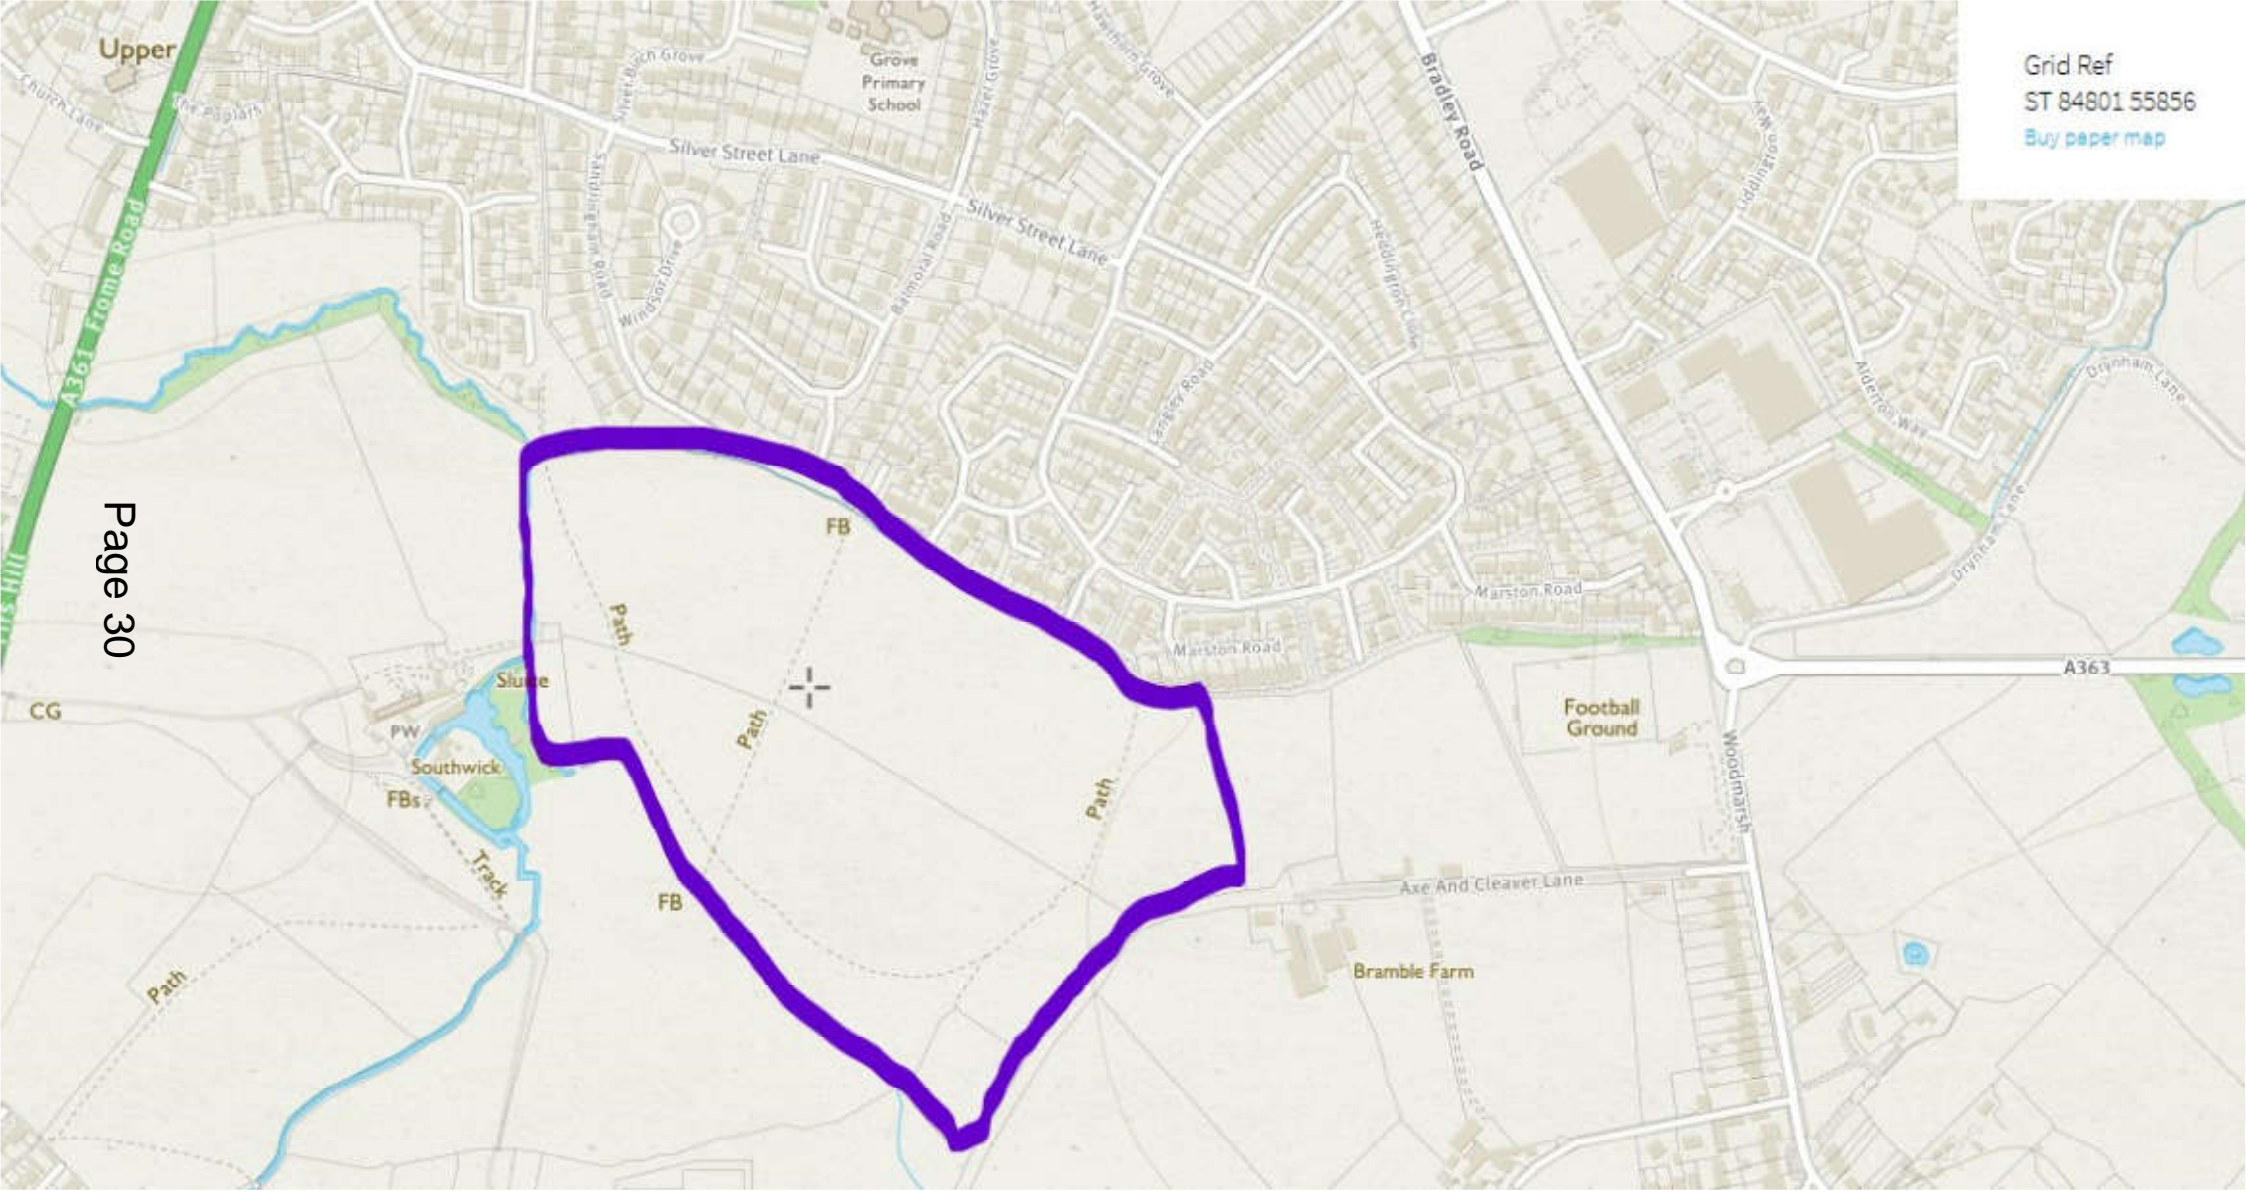 Upper
Church Lane
The Poplars
A361 Frome Road
Silver Birch Grove
Grove
Primary
School
Hazel Grove
Hawthorn Grove
Bradley Road
Grid Ref
ST 84801 55856
Buy paper map
Silver Street Lane
Silver Street Lane
Sandringham Road
Windsor Drive
Balmoral Road
Heddington Close
Langley Road
Alderton Way
Drynham Lane
Drynham Lane
Page 30
FB
Path
Marston Road
Marston Road
Sluice
CG
PW
Southwick
FBs
Track
Path
Path
Football
Ground
A363
Woodmarsh
FB
Axe And Cleaver Lane
Bramble Farm
Path